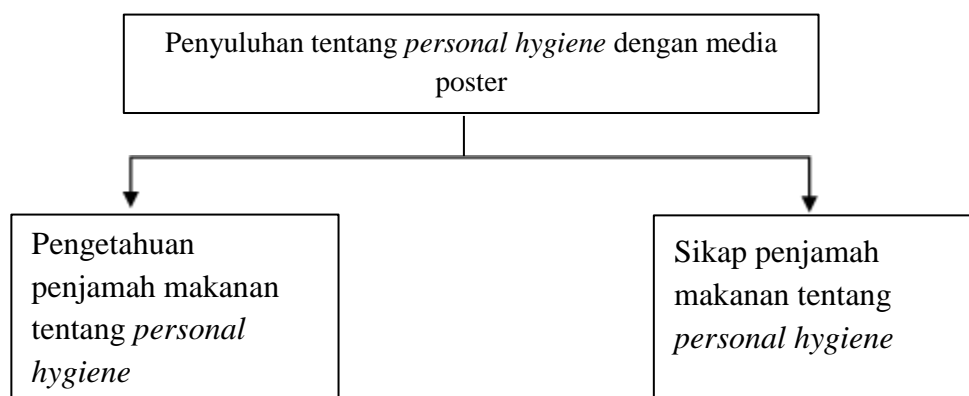 Penyuluhan tentang personal hygiene dengan media
poster
Pengetahuan
penjamah makanan
tentang personal
hygiene
Sikap penjamah
makanan tentang
personal hygiene